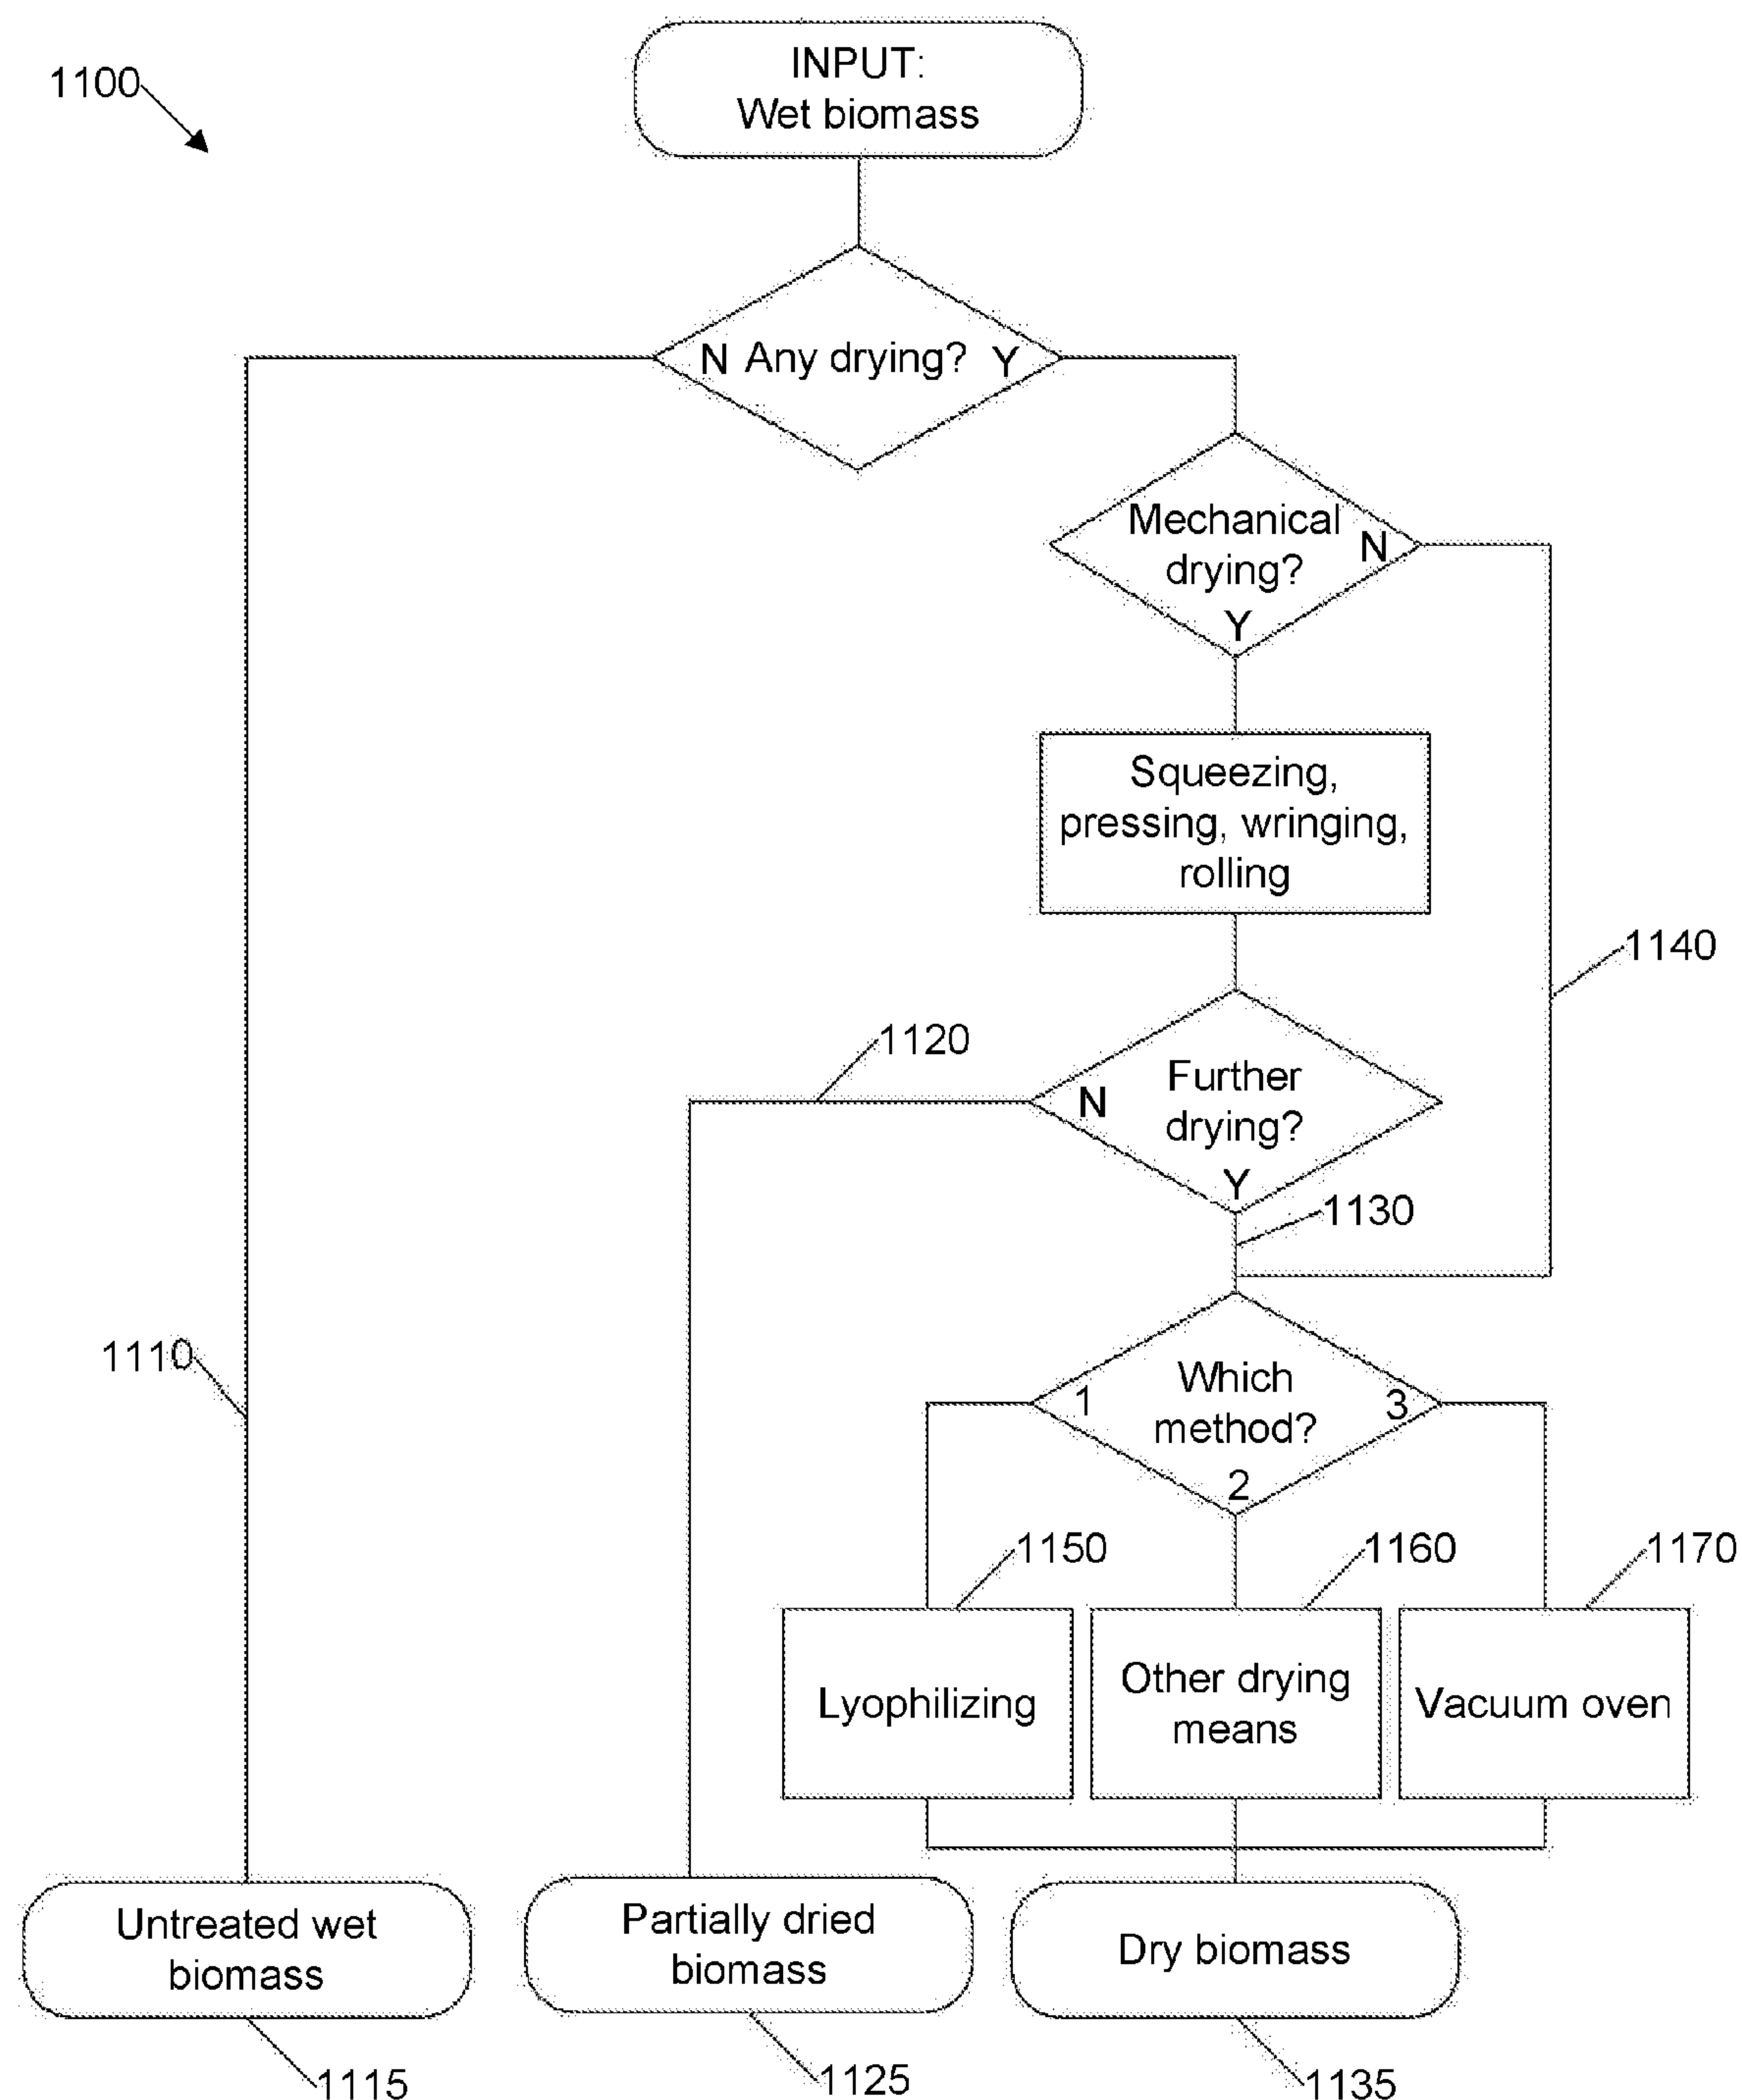 1100
INPUT:
Wet biomass
N Any drying? Y
Mechanical
drying?
N
Y
Squeezing,
pressing, wringing,
rolling
1140
1120
Further
drying?
N
Y
1130
1110
Which
method?
1
3
2
1150
1160
1170
Lyophilizing
Other drying
means
Vacuum oven
Untreated wet
biomass
Partially dried
biomass
Dry biomass
1115
1125
1135